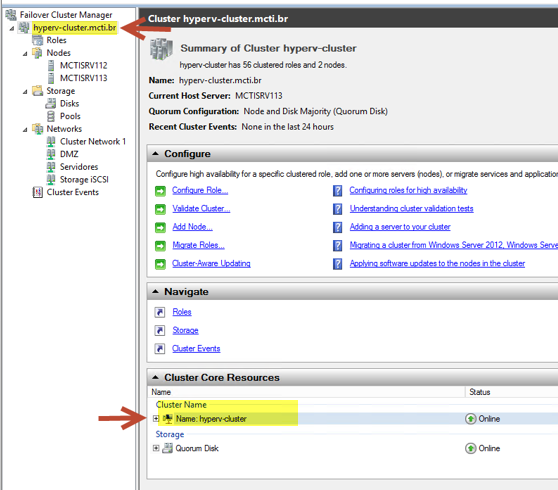 Failover Cluster Manager
hyperv-cluster.mcti.br
Roles
Nodes
MCTISRV112
MCTISRV113
Storage
Disks
Pools
Networks
Cluster Network 1
DMZ
Servidores
Storage iSCSI
Cluster Events
Cluster hyperv-cluster.mcti.br
Summary of Cluster hyperv-cluster
hyperv-cluster has 56 clustered roles and 2 nodes.
Name: hyperv-cluster.mcti.br
Current Host Server: MCTISRV113
Quorum Configuration: Node and Disk Majority (Quorum Disk)
Recent Cluster Events: None in the last 24 hours
Configure
Configure high availability for a specific clustered role, add one or more servers (nodes), or migrate services and application
Configure Role... Configuring roles for high availability
Validate Cluster... Understanding cluster validation tests
Add Node... Adding a server to your cluster
Migrate Roles... Migrating a cluster from Windows Server 2012, Windows Serve
Cluster-Aware Updating Applying software updates to the nodes in the cluster
Navigate
Roles
Storage
Cluster Events
Cluster Core Resources
Name Status
Cluster Name
Name: hyperv-cluster Online
Storage
Quorum Disk Online